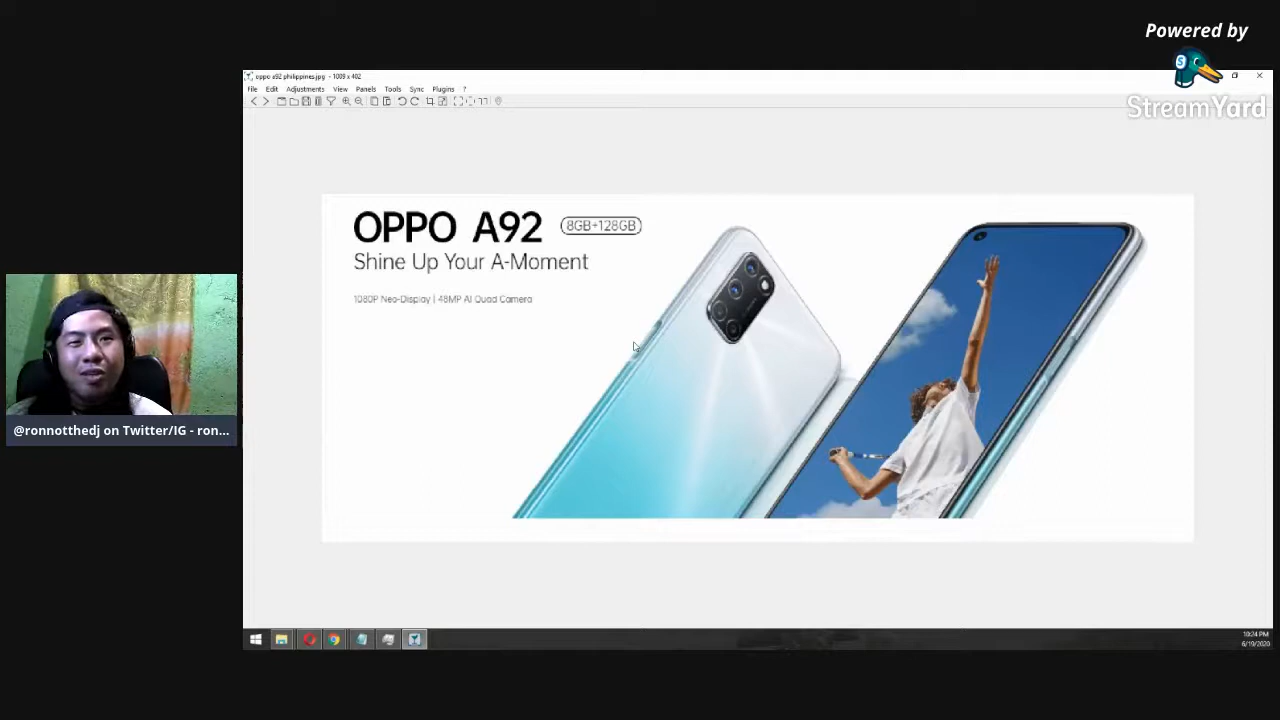 Powered by
StreamYard
oppo a92 philippines.jpg - 1009 x 402
File Edit Adjustments View Panels Tools Sync Plugins ?
OPPO A92 8GB+128GB
Shine Up Your A-Moment
1080P Neo-Display | 48MP AI Quad Camera
@ronnotthedj on Twitter/IG - ron...
10:24 PM
6/19/2020